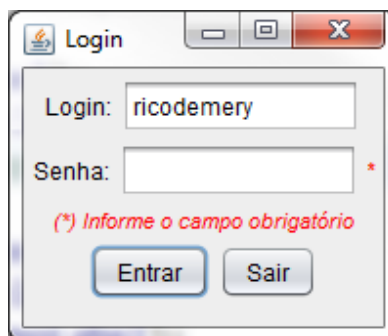 Login
Login: ricodemery
Senha: *
(*) Informe o campo obrigatório
Entrar Sair